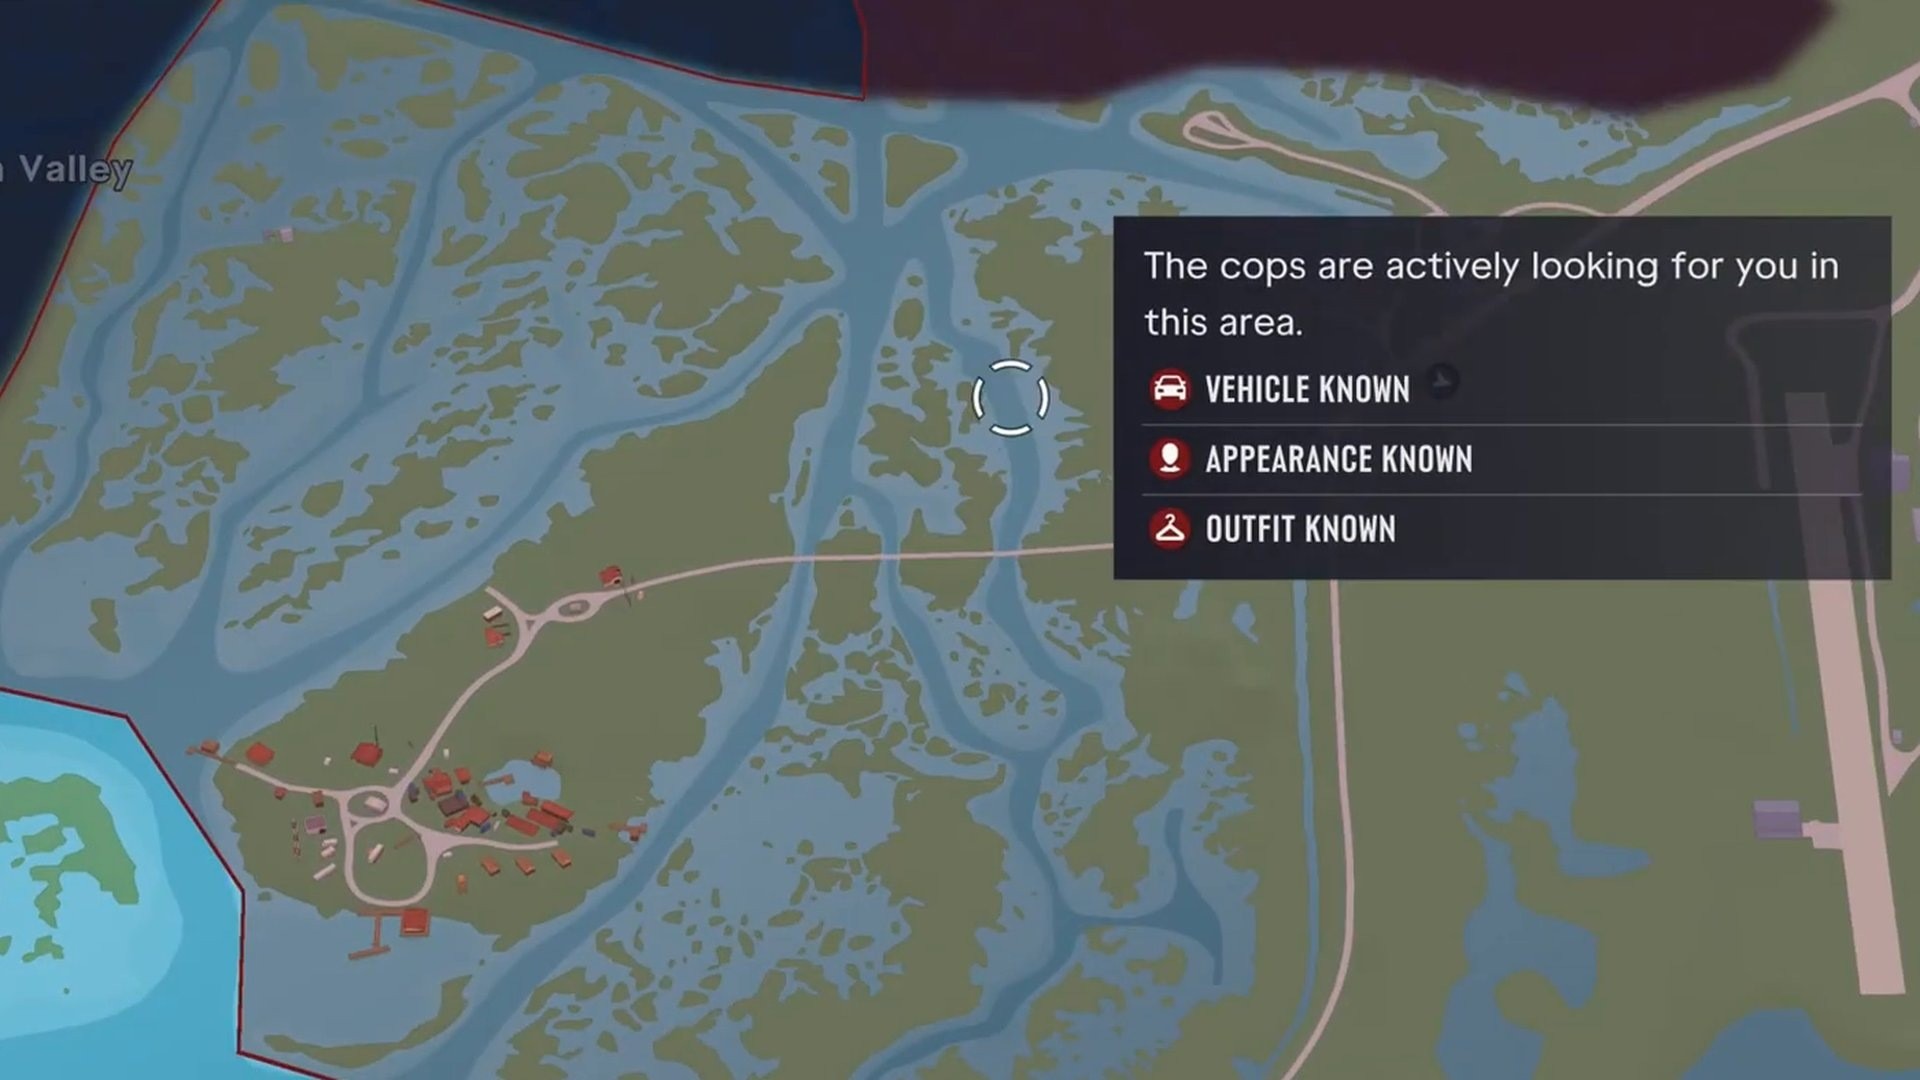 Valley
The cops are actively looking for you in
this area.
VEHICLE KNOWN
APPEARANCE KNOWN
OUTFIT KNOWN